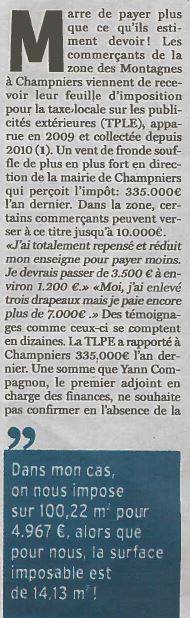 Marre de payer plus
que ce qu'ils esti-
ment devoir! Les
commerçants de la
zone des Montagnes
à Champniers viennent de rece-
voir leur feuille d'imposition
pour la taxe locale sur les publi-
cités extérieures (TPLE), appa-
rue en 2009 et collectée depuis
2010 (1). Un vent de fronde souf-
fle de plus en plus fort en direc-
tion de la mairie de Champniers
qui perçoit l'impôt: 335.000€
l'an dernier. Dans la zone, cer-
tains commerçants peuvent ver-
ser à ce titre jusqu'à 10.000€.
«J'ai totalement repensé et réduit
mon enseigne pour payer moins.
Je devrais passer de 3.500 € à en-
viron 1.200 €.» «Moi, j'ai enlevé
trois drapeaux mais je paie encore
plus de 7.000€ .» Des témoigna-
ges comme ceux-ci se comptent
en dizaines. La TLPE a rapporté à
Champniers 335,000€ l'an der-
nier. Une somme que Yann Com-
pagnon, le premier adjoint en
charge des finances, ne souhaite
pas confirmer en l'absence de la
”
Dans mon cas,
on nous impose
sur 100,22 m² pour
4.967 €, alors que
pour nous, la surface
imposable est
de 14,13 m² !